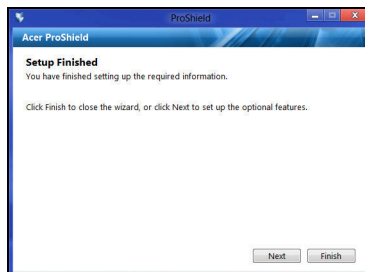 ProShield
Acer ProShield
Setup Finished
You have finished setting up the required information.
Click Finish to close the wizard, or click Next to set up the optional features.
Next Finish